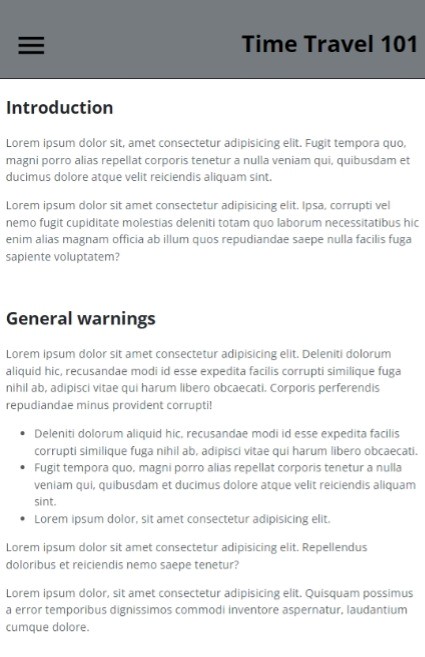 Time Travel 101
Introduction
Lorem ipsum dolor sit, amet consectetur adipisicing elit. Fugit tempora quo,
magni porro alias repellat corporis tenetur a nulla veniam qui, quibusdam et
ducimus dolore atque velit reiciendis aliquam sint.
Lorem ipsum dolor sit amet consectetur adipisicing elit. Ipsa, corrupti vel
nemo fugit cupiditate molestias deleniti totam quo laborum necessitatibus hic
enim alias magnam officia ab illum quos repudiandae saepe nulla facilis fuga
sapiente voluptatem?
General warnings
Lorem ipsum dolor sit amet consectetur adipisicing elit. Deleniti dolorum
aliquid hic, recusandae modi id esse expedita facilis corrupti similique fuga
nihil ab, adipisci vitae qui harum libero obcaecati. Corporis perferendis
repudiandae minus provident corrupti!
• Deleniti dolorum aliquid hic, recusandae modi id esse expedita facilis
corrupti similique fuga nihil ab, adipisci vitae qui harum libero obcaecati.
• Fugit tempora quo, magni porro alias repellat corporis tenetur a nulla
veniam qui, quibusdam et ducimus dolore atque velit reiciendis aliquam
sint.
• Lorem ipsum dolor, sit amet consectetur adipisicing elit.
Lorem ipsum dolor sit amet consectetur adipisicing elit. Repellendus
doloribus et reiciendis nemo saepe tenetur?
Lorem ipsum dolor, sit amet consectetur adipisicing elit. Quisquam possimus
a error temporibus dignissimos commodi inventore aspernatur, laudantium
cumque dolore.